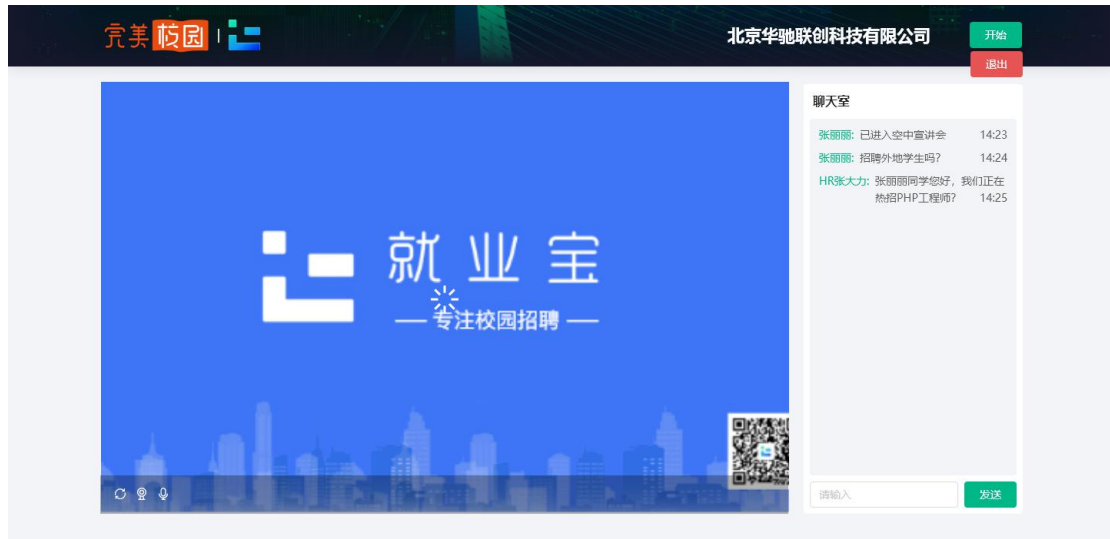 完美校园
北京华驰联创科技有限公司
开始
退出
聊天室
张丽丽: 已进入空中宣讲会 14:23
张丽丽: 招聘外地学生吗? 14:24
HR张大力: 张丽丽同学您好，我们正在
热招PHP工程师? 14:25
就业宝
— 专注校园招聘 —
请输入
发送